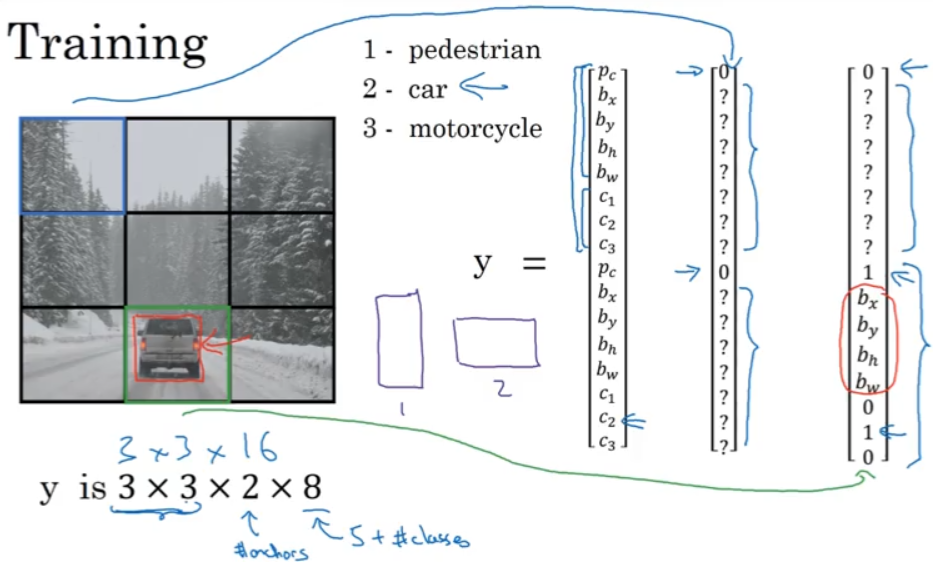 Training
1 - pedestrian
2 - car
3 - motorcycle
y =
p_c
b_x
b_y
b_h
b_w
c_1
c_2
c_3
p_c
b_x
b_y
b_h
b_w
c_1
c_2
c_3
0
?
?
?
?
?
?
?
0
?
?
?
?
?
?
?
0
?
?
?
?
?
?
?
1
b_x
b_y
b_h
b_w
0
1
0
1
2
3 × 3 × 16
y is 3 × 3 × 2 × 8
#anchors
5 + #classes